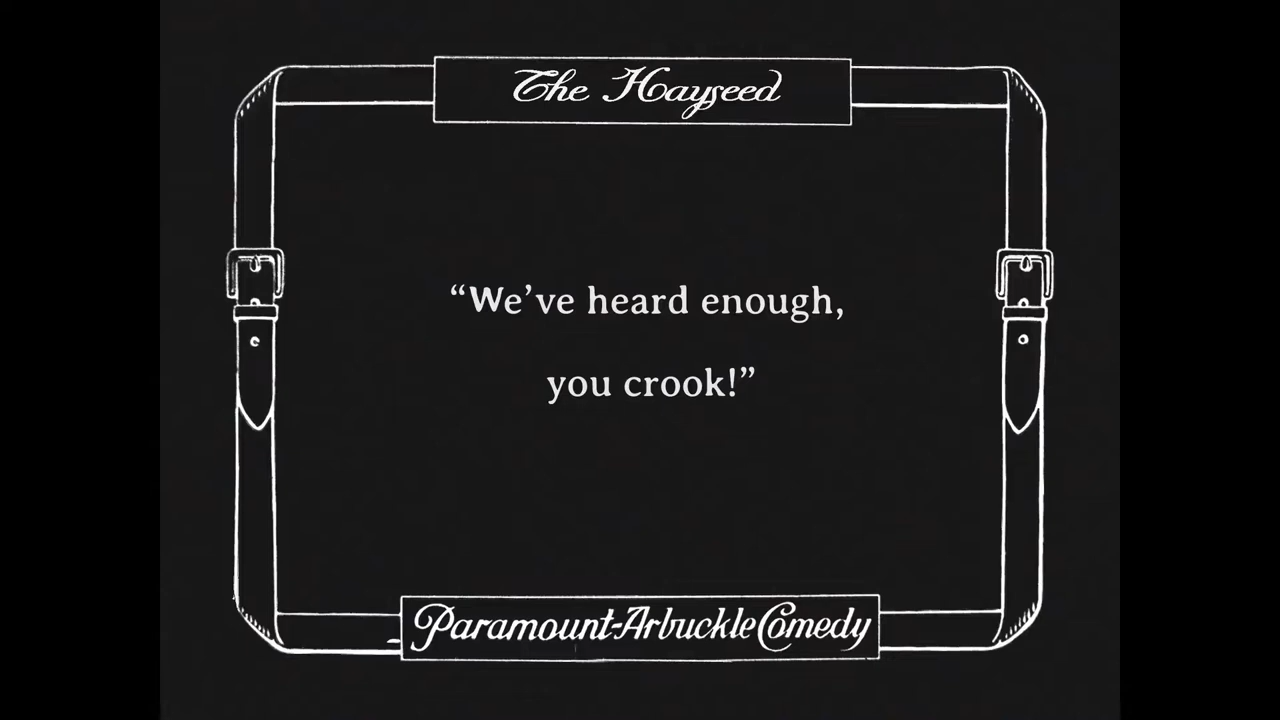 The Hayseed
“We’ve heard enough,
you crook!”
Paramount-Arbuckle Comedy